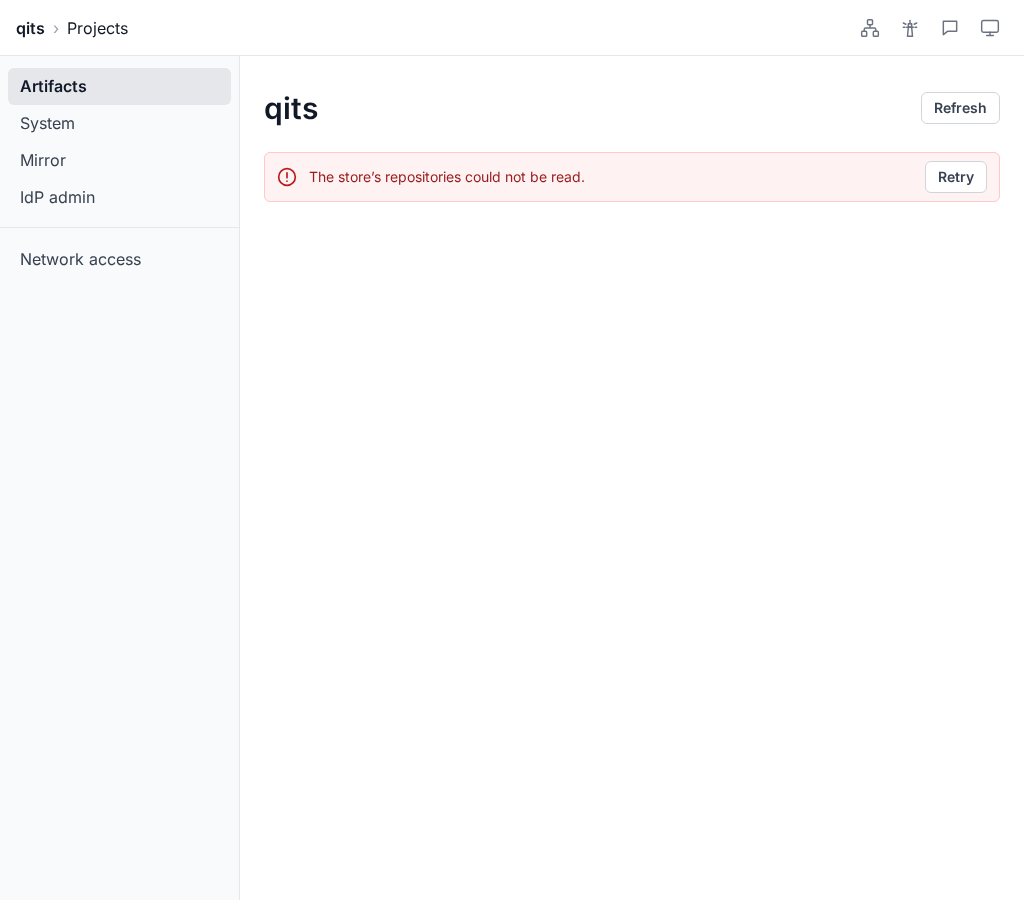 qits › Projects
Artifacts
System
Mirror
IdP admin
Network access
qits
Refresh
The store’s repositories could not be read.
Retry